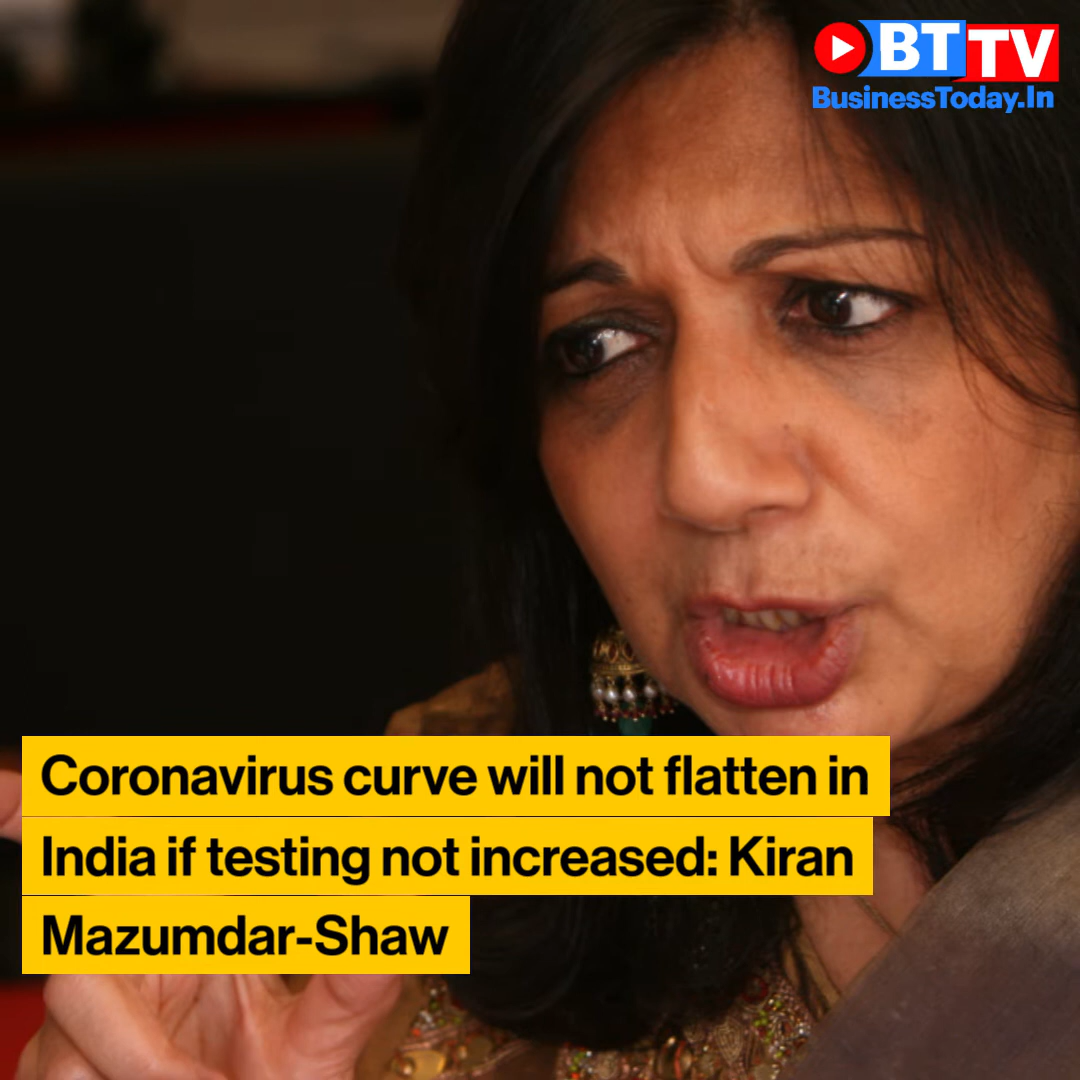 BT TV
BusinessToday.In
Coronavirus curve will not flatten in
India if testing not increased: Kiran
Mazumdar-Shaw